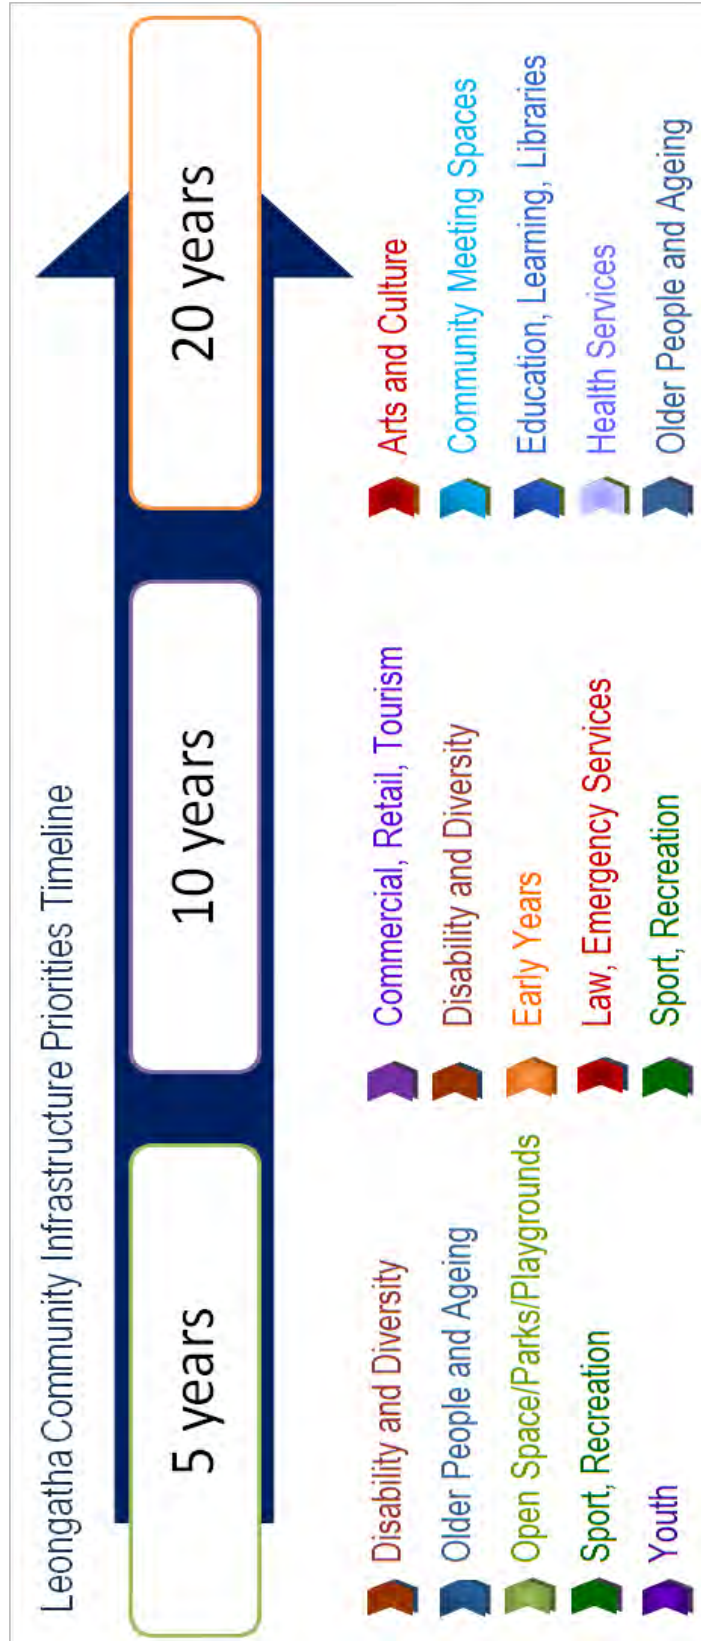 Leongatha Community Infrastructure Priorities Timeline
5 years
10 years
20 years
Disability and Diversity
Older People and Ageing
Open Space/Parks/Playgrounds
Sport, Recreation
Youth
Commercial, Retail, Tourism
Disability and Diversity
Early Years
Law, Emergency Services
Sport, Recreation
Arts and Culture
Community Meeting Spaces
Education, Learning, Libraries
Health Services
Older People and Ageing